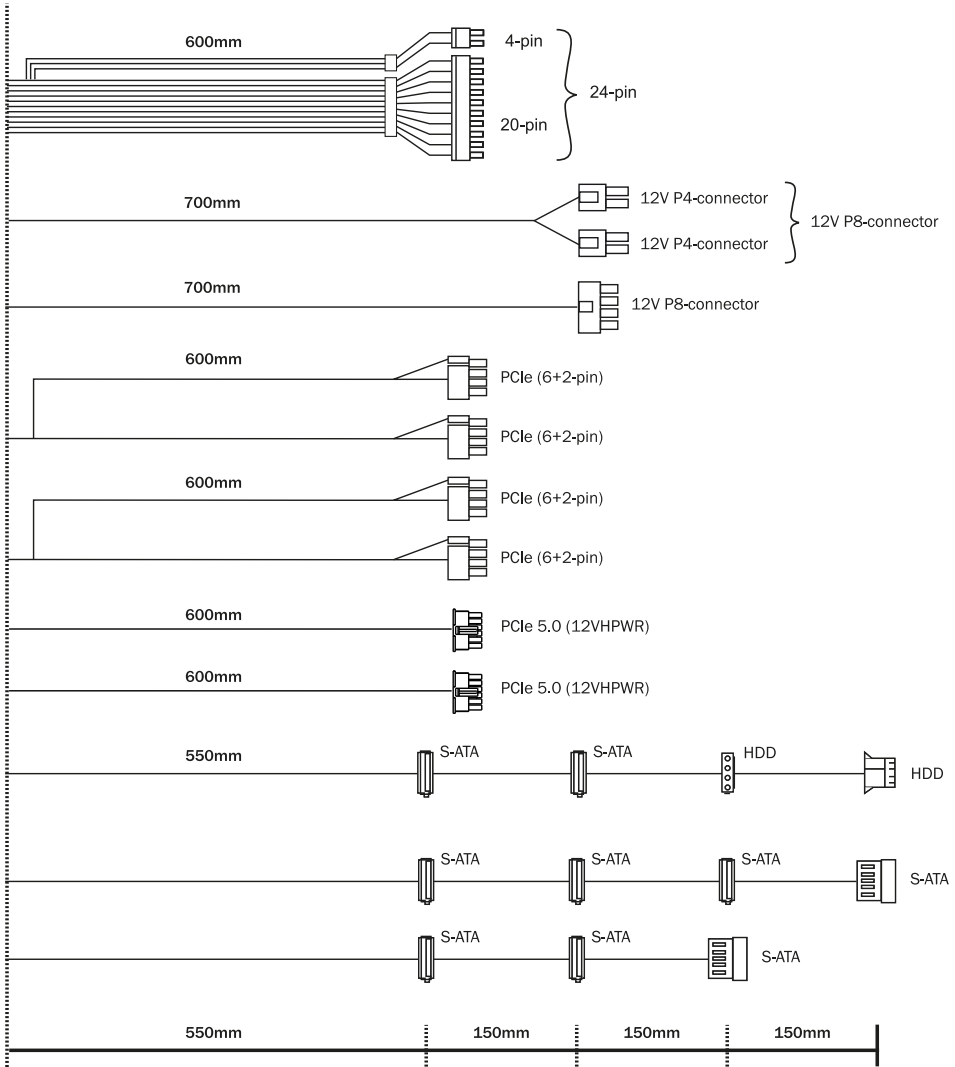 600mm
4-pin
24-pin
20-pin
700mm
12V P4-connector
12V P8-connector
12V P4-connector
700mm
12V P8-connector
600mm
PCIe (6+2-pin)
PCIe (6+2-pin)
600mm
PCIe (6+2-pin)
PCIe (6+2-pin)
600mm
PCIe 5.0 (12VHPWR)
600mm
PCIe 5.0 (12VHPWR)
550mm
S-ATA
S-ATA
HDD
HDD
S-ATA
S-ATA
S-ATA
S-ATA
S-ATA
S-ATA
S-ATA
550mm
150mm
150mm
150mm